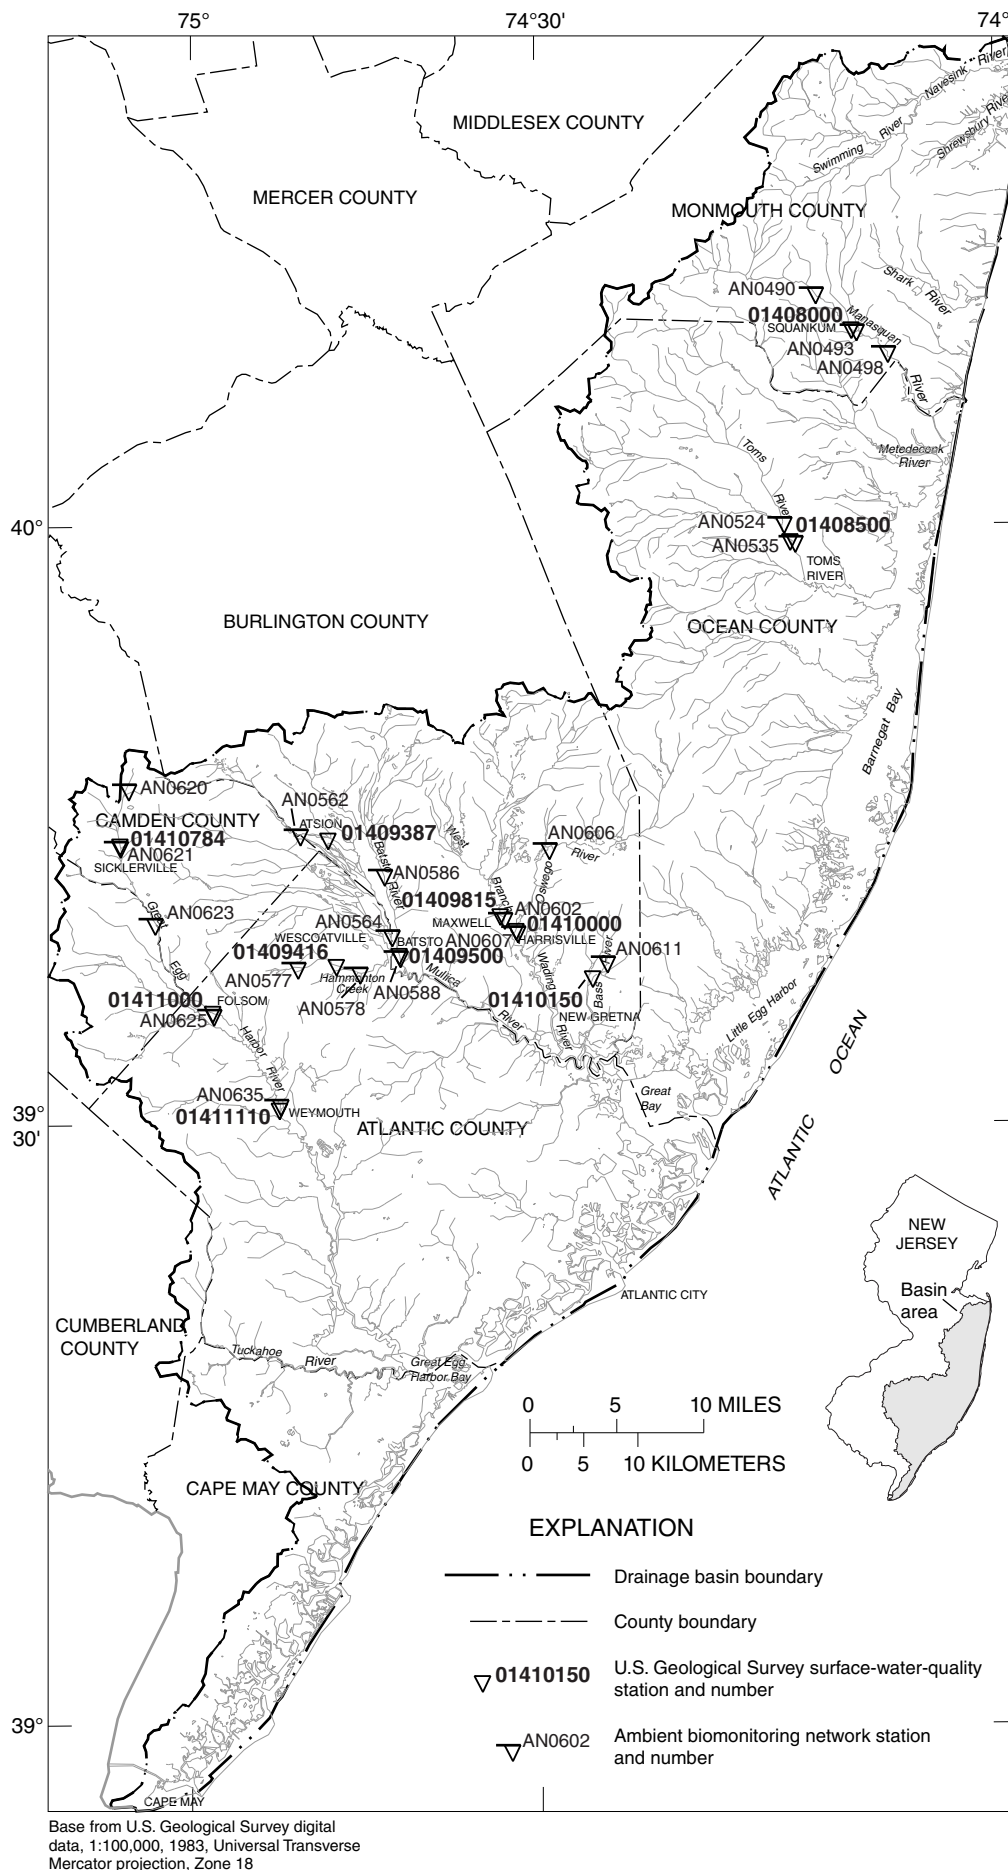 75°
74°30'
74°
Navesink River
Swimming River
Shrewsbury River
MIDDLESEX COUNTY
MERCER COUNTY
MONMOUTH COUNTY
Shark River
AN0490
01408000
Manasquan
SQUANKUM
AN0493
AN0498
River
Metedeconk
River
Toms
River
40°
AN0524
01408500
AN0535
TOMS
RIVER
BURLINGTON COUNTY
OCEAN COUNTY
Barnegat Bay
AN0620
AN0562
CAMDEN COUNTY
ATSION
01410784
01409387
West
AN0606
AN0621
River
SICKLERVILLE
Batsto
River
AN0586
Branch
Oswego
01409815
AN0623
Great
AN0564
AN0602
MAXWELL
01410000
WESCOATVILLE
BATSTO
AN0607
HARRISVILLE
01409416
01409500
AN0611
River
Egg
AN0577
Hammonton
Creek
Mullica
Wading
Bass
01411000
FOLSOM
AN0588
01410150
AN0625
AN0578
River
NEW GRETNA
Little Egg Harbor
Harbor
River
River
OCEAN
AN0635
Great
Bay
39°
30'
01411110
WEYMOUTH
ATLANTIC COUNTY
ATLANTIC
NEW
JERSEY
Basin
area
ATLANTIC CITY
CUMBERLAND
COUNTY
Tuckahoe River
Great Egg
Harbor Bay
0 5 10 MILES
0 5 10 KILOMETERS
CAPE MAY COUNTY
EXPLANATION
Drainage basin boundary
County boundary
01410150
U.S. Geological Survey surface-water-quality
station and number
39°
AN0602
Ambient biomonitoring network station
and number
CAPE MAY
Base from U.S. Geological Survey digital
data, 1:100,000, 1983, Universal Transverse
Mercator projection, Zone 18